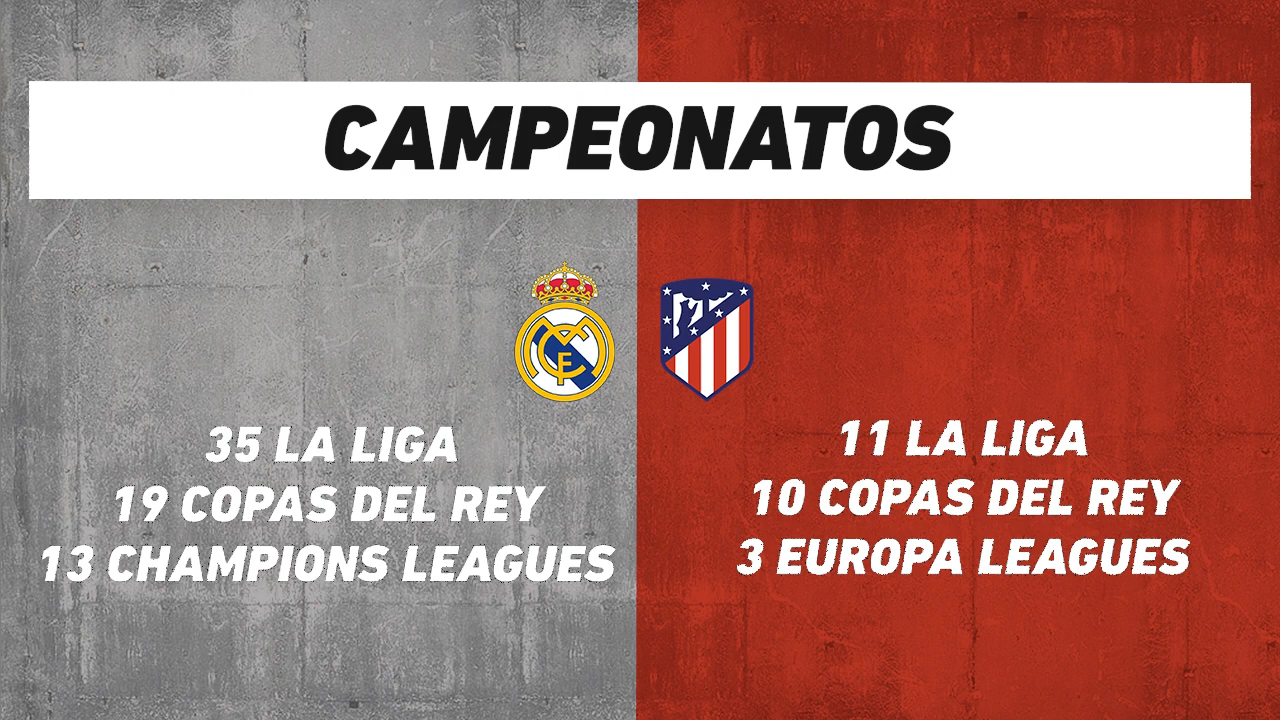 CAMPEONATOS
35 LA LIGA
19 COPAS DEL REY
13 CHAMPIONS LEAGUES
11 LA LIGA
10 COPAS DEL REY
3 EUROPA LEAGUES